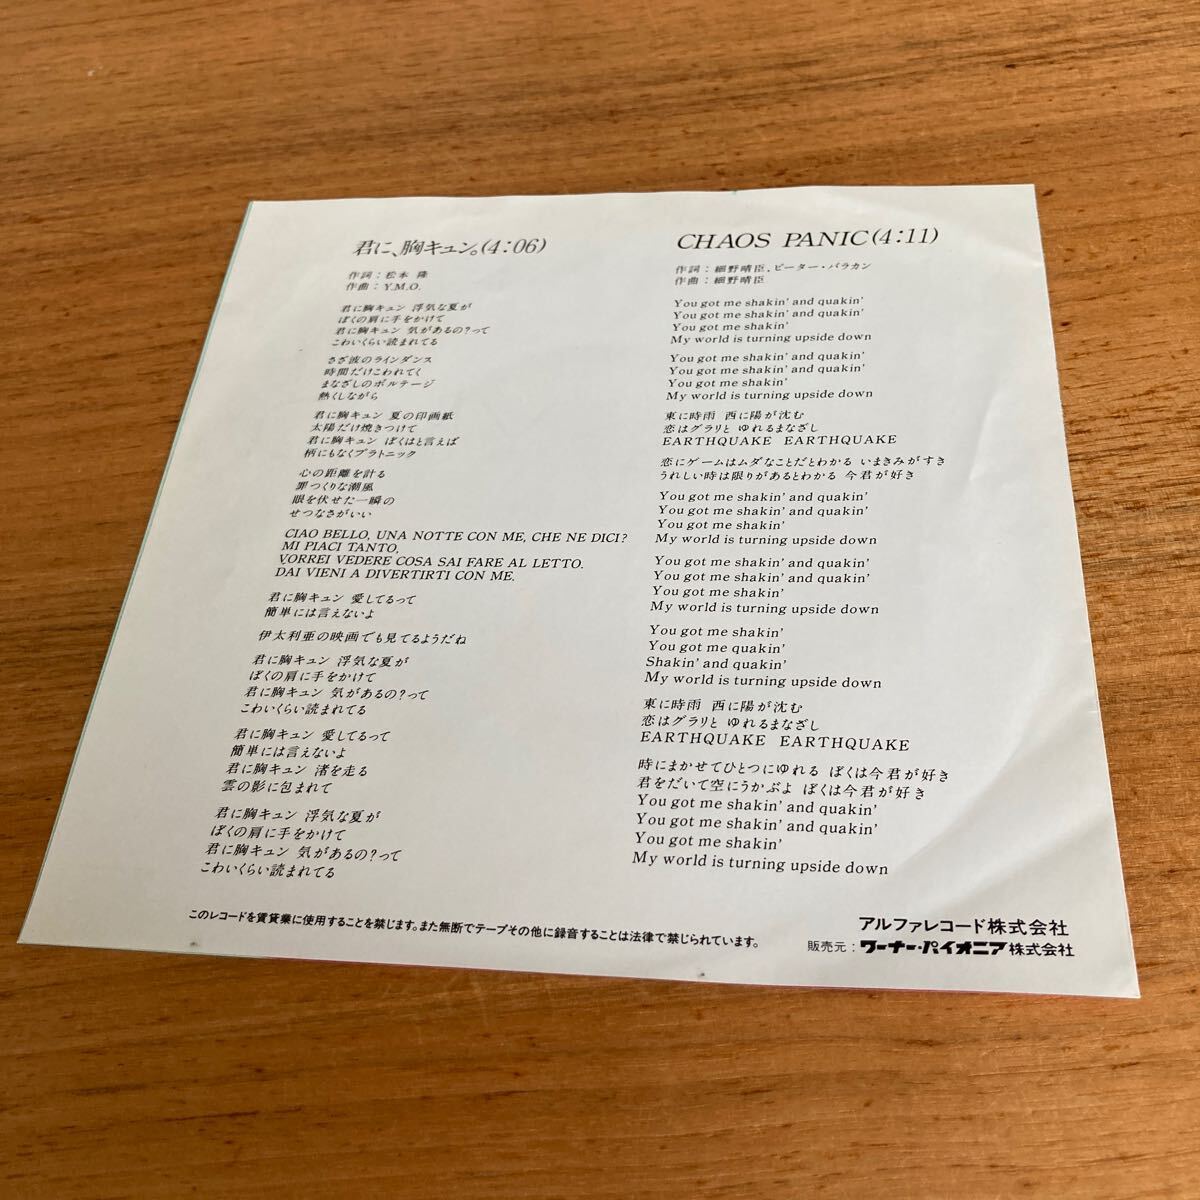 君に、胸キュン。(4:06)
作詞:松本 隆
作曲:Y.M.O.
君に胸キュン 浮気な夏が
ぼくの肩に手をかけて
君に胸キュン 気があるの?って
こわいくらい読まれてる
さざ波のラインダンス
時間だけこわれてく
まなざしのボルテージ
熱くしながら
君に胸キュン 夏の印画紙
太陽だけ焼きつけて
君に胸キュン ぼくはと言えば
柄にもなくプラトニック
心の距離を計る
罪つくりな潮風
眼を伏せた一瞬の
せつなさがいい
CIAO BELLO, UNA NOTTE CON ME, CHE NE DICI?
MI PIACI TANTO,
VORREI VEDERE COSA SAI FARE AL LETTO.
DAI VIENI A DIVERTIRTI CON ME.
君に胸キュン 愛してるって
簡単には言えないよ
伊太利亜の映画でも見てるようだね
君に胸キュン 浮気な夏が
ぼくの肩に手をかけて
君に胸キュン 気があるの?って
こわいくらい読まれてる
君に胸キュン 愛してるって
簡単には言えないよ
君に胸キュン 渚を走る
雲の影に包まれて
君に胸キュン 浮気な夏が
ぼくの肩に手をかけて
君に胸キュン 気があるの?って
こわいくらい読まれてる
CHAOS PANIC(4:11)
作詞:細野晴臣、ピーター・バラカン
作曲:細野晴臣
You got me shakin' and quakin'
You got me shakin' and quakin'
You got me shakin'
My world is turning upside down
You got me shakin' and quakin'
You got me shakin' and quakin'
You got me shakin'
My world is turning upside down
東に時雨 西に陽が沈む
恋はグラリと ゆれるまなざし
EARTHQUAKE EARTHQUAKE
恋にゲームはムダなことだとわかる いまきみがすき
うれしい時は限りがあるとわかる 今君が好き
You got me shakin' and quakin'
You got me shakin' and quakin'
You got me shakin'
My world is turning upside down
You got me shakin' and quakin'
You got me shakin' and quakin'
You got me shakin'
My world is turning upside down
You got me shakin'
You got me quakin'
Shakin' and quakin'
My world is turning upside down
東に時雨 西に陽が沈む
恋はグラリと ゆれるまなざし
EARTHQUAKE EARTHQUAKE
時にまかせてひとつにゆれる ぼくは今君が好き
君をだいて空にうかぶよ ぼくは今君が好き
You got me shakin' and quakin'
You got me shakin' and quakin'
You got me shakin'
My world is turning upside down
このレコードを賃貸業に使用することを禁じます。また無断でテープその他に録音することは法律で禁じられています。
アルファレコード株式会社
販売元:ワーナー・パイオニア株式会社